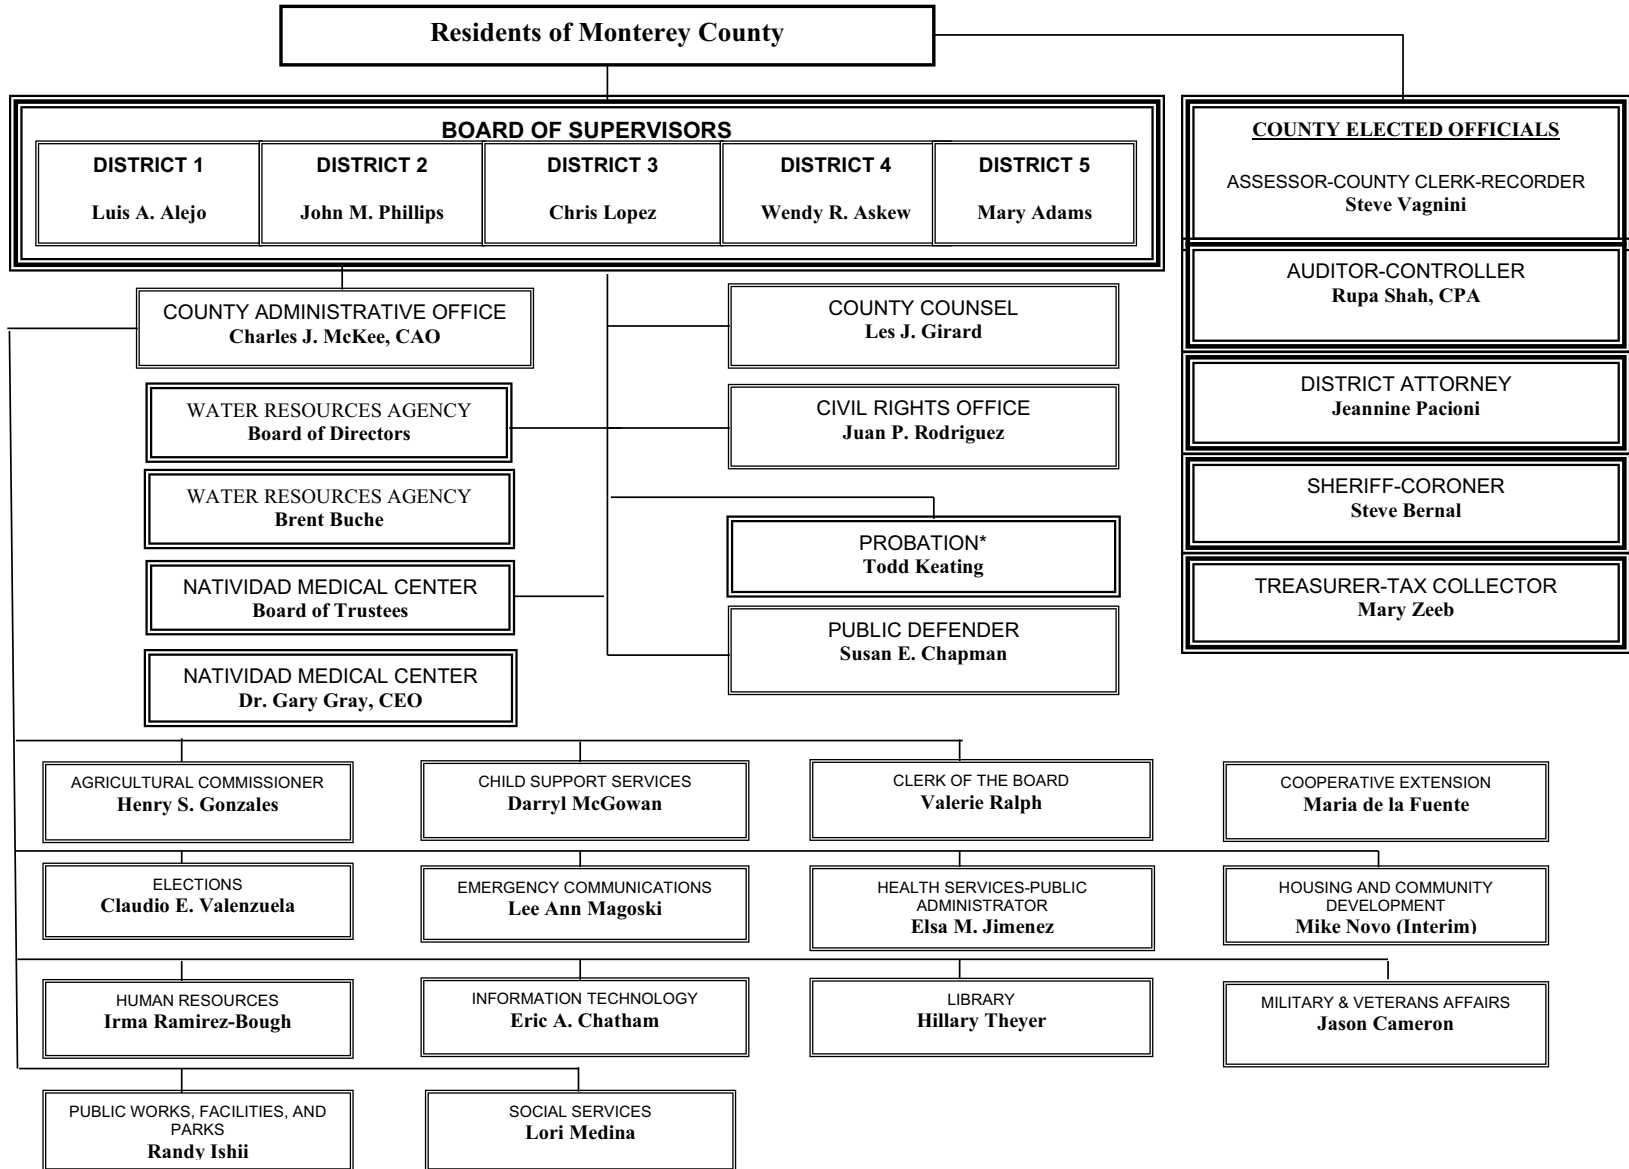 Residents of Monterey County
BOARD OF SUPERVISORS
DISTRICT 1
Luis A. Alejo
DISTRICT 2
John M. Phillips
DISTRICT 3
Chris Lopez
DISTRICT 4
Wendy R. Askew
DISTRICT 5
Mary Adams
COUNTY ELECTED OFFICIALS
ASSESSOR-COUNTY CLERK-RECORDER
Steve Vagnini
AUDITOR-CONTROLLER
Rupa Shah, CPA
DISTRICT ATTORNEY
Jeannine Pacioni
SHERIFF-CORONER
Steve Bernal
TREASURER-TAX COLLECTOR
Mary Zeeb
COUNTY ADMINISTRATIVE OFFICE
Charles J. McKee, CAO
WATER RESOURCES AGENCY
Board of Directors
WATER RESOURCES AGENCY
Brent Buche
NATIVIDAD MEDICAL CENTER
Board of Trustees
NATIVIDAD MEDICAL CENTER
Dr. Gary Gray, CEO
COUNTY COUNSEL
Les J. Girard
CIVIL RIGHTS OFFICE
Juan P. Rodriguez
PROBATION*
Todd Keating
PUBLIC DEFENDER
Susan E. Chapman
AGRICULTURAL COMMISSIONER
Henry S. Gonzales
CHILD SUPPORT SERVICES
Darryl McGowan
CLERK OF THE BOARD
Valerie Ralph
COOPERATIVE EXTENSION
Maria de la Fuente
ELECTIONS
Claudio E. Valenzuela
EMERGENCY COMMUNICATIONS
Lee Ann Magoski
HEALTH SERVICES-PUBLIC
ADMINISTRATOR
Elsa M. Jimenez
HOUSING AND COMMUNITY
DEVELOPMENT
Mike Novo (Interim)
HUMAN RESOURCES
Irma Ramirez-Bough
INFORMATION TECHNOLOGY
Eric A. Chatham
LIBRARY
Hillary Theyer
MILITARY & VETERANS AFFAIRS
Jason Cameron
PUBLIC WORKS, FACILITIES, AND
PARKS
Randy Ishii
SOCIAL SERVICES
Lori Medina